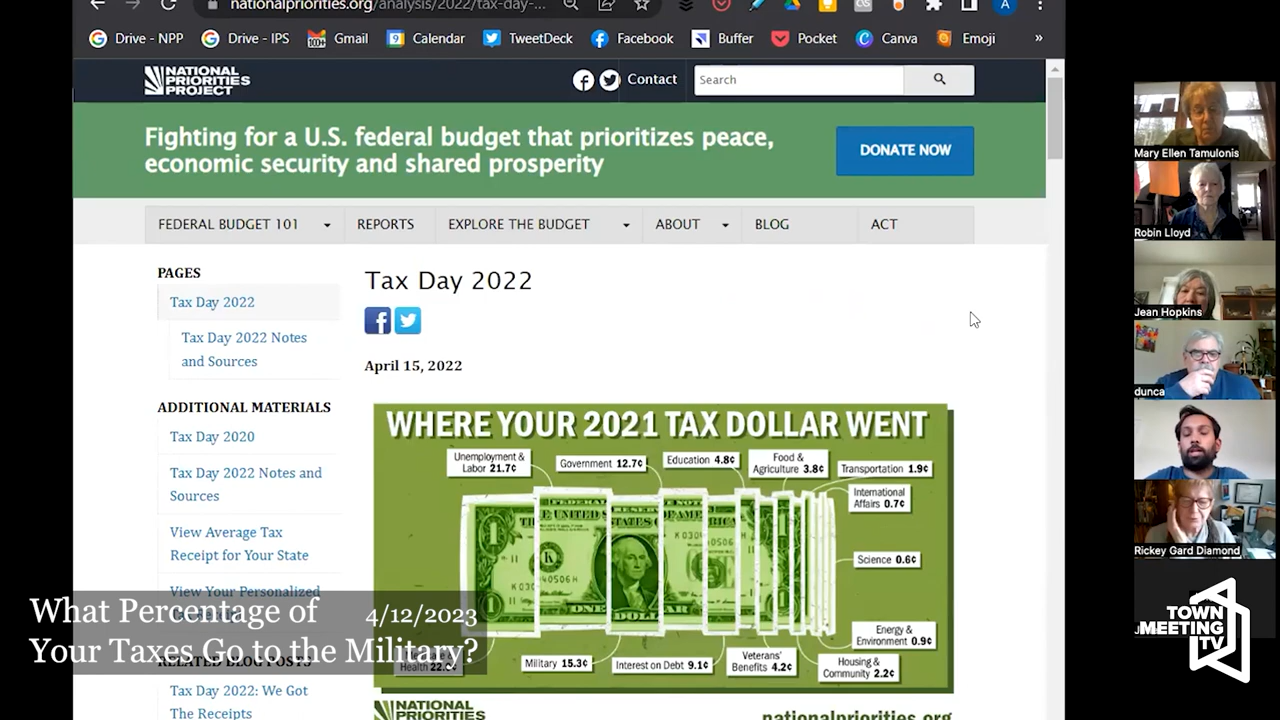 nationalpriorities.org/analysis/2022/tax-day-...
Drive - NPP
Drive - IPS
Gmail
Calendar
TweetDeck
Facebook
Buffer
Pocket
Canva
Emoji
»
NATIONAL
PRIORITIES
PROJECT
Contact
Search
Fighting for a U.S. federal budget that prioritizes peace,
economic security and shared prosperity
DONATE NOW
FEDERAL BUDGET 101
REPORTS
EXPLORE THE BUDGET
ABOUT
BLOG
ACT
PAGES
Tax Day 2022
Tax Day 2022 Notes
and Sources
ADDITIONAL MATERIALS
Tax Day 2020
Tax Day 2022 Notes and
Sources
View Average Tax
Receipt for Your State
View Your Personalized
RELATED BLOG POSTS
Tax Day 2022: We Got
The Receipts
Tax Day 2022
April 15, 2022
WHERE YOUR 2021 TAX DOLLAR WENT
Unemployment &
Labor 21.7¢
Government 12.7¢
Education 4.8¢
Food &
Agriculture 3.8¢
Transportation 1.9¢
International
Affairs 0.7¢
Science 0.6¢
Energy &
Environment 0.9¢
Housing &
Community 2.2¢
Veterans'
Benefits 4.2¢
Interest on Debt 9.1¢
Military 15.3¢
Health
NATIONAL
PRIORITIES
nationalpriorities.org
What Percentage of
Your Taxes Go to the Military?
4/12/2023
Mary Ellen Tamulonis
Robin Lloyd
Jean Hopkins
dunca
Rickey Gard Diamond
TOWN
MEETING
TV